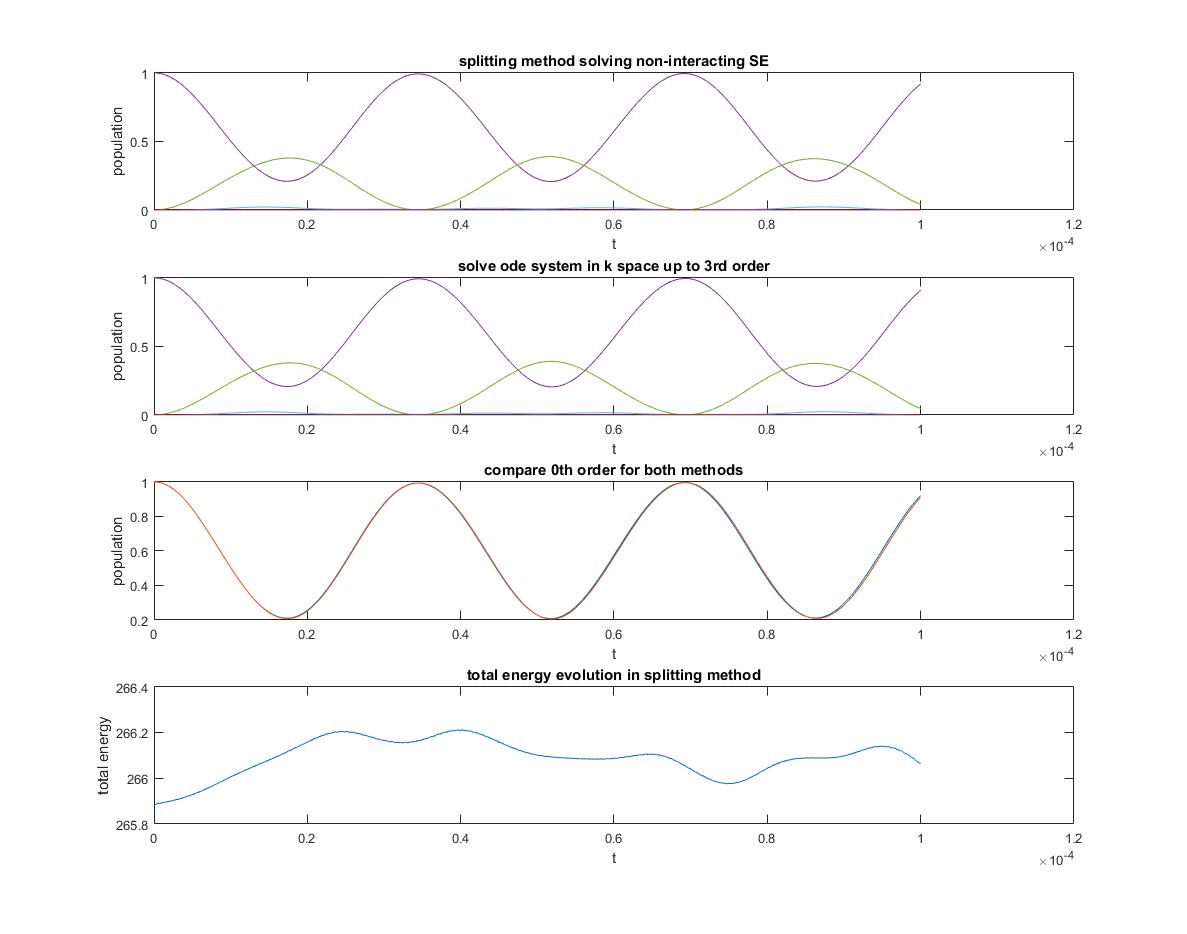 splitting method solving non-interacting SE
population
1
0.5
0
0 0.2 0.4 0.6 0.8 1 1.2
t
×10-4
solve ode system in k space up to 3rd order
population
1
0.5
0
0 0.2 0.4 0.6 0.8 1 1.2
t
×10-4
compare 0th order for both methods
population
1
0.8
0.6
0.4
0.2
0 0.2 0.4 0.6 0.8 1 1.2
t
×10-4
total energy evolution in splitting method
total energy
266.4
266.2
266
265.8
0 0.2 0.4 0.6 0.8 1 1.2
t
×10-4